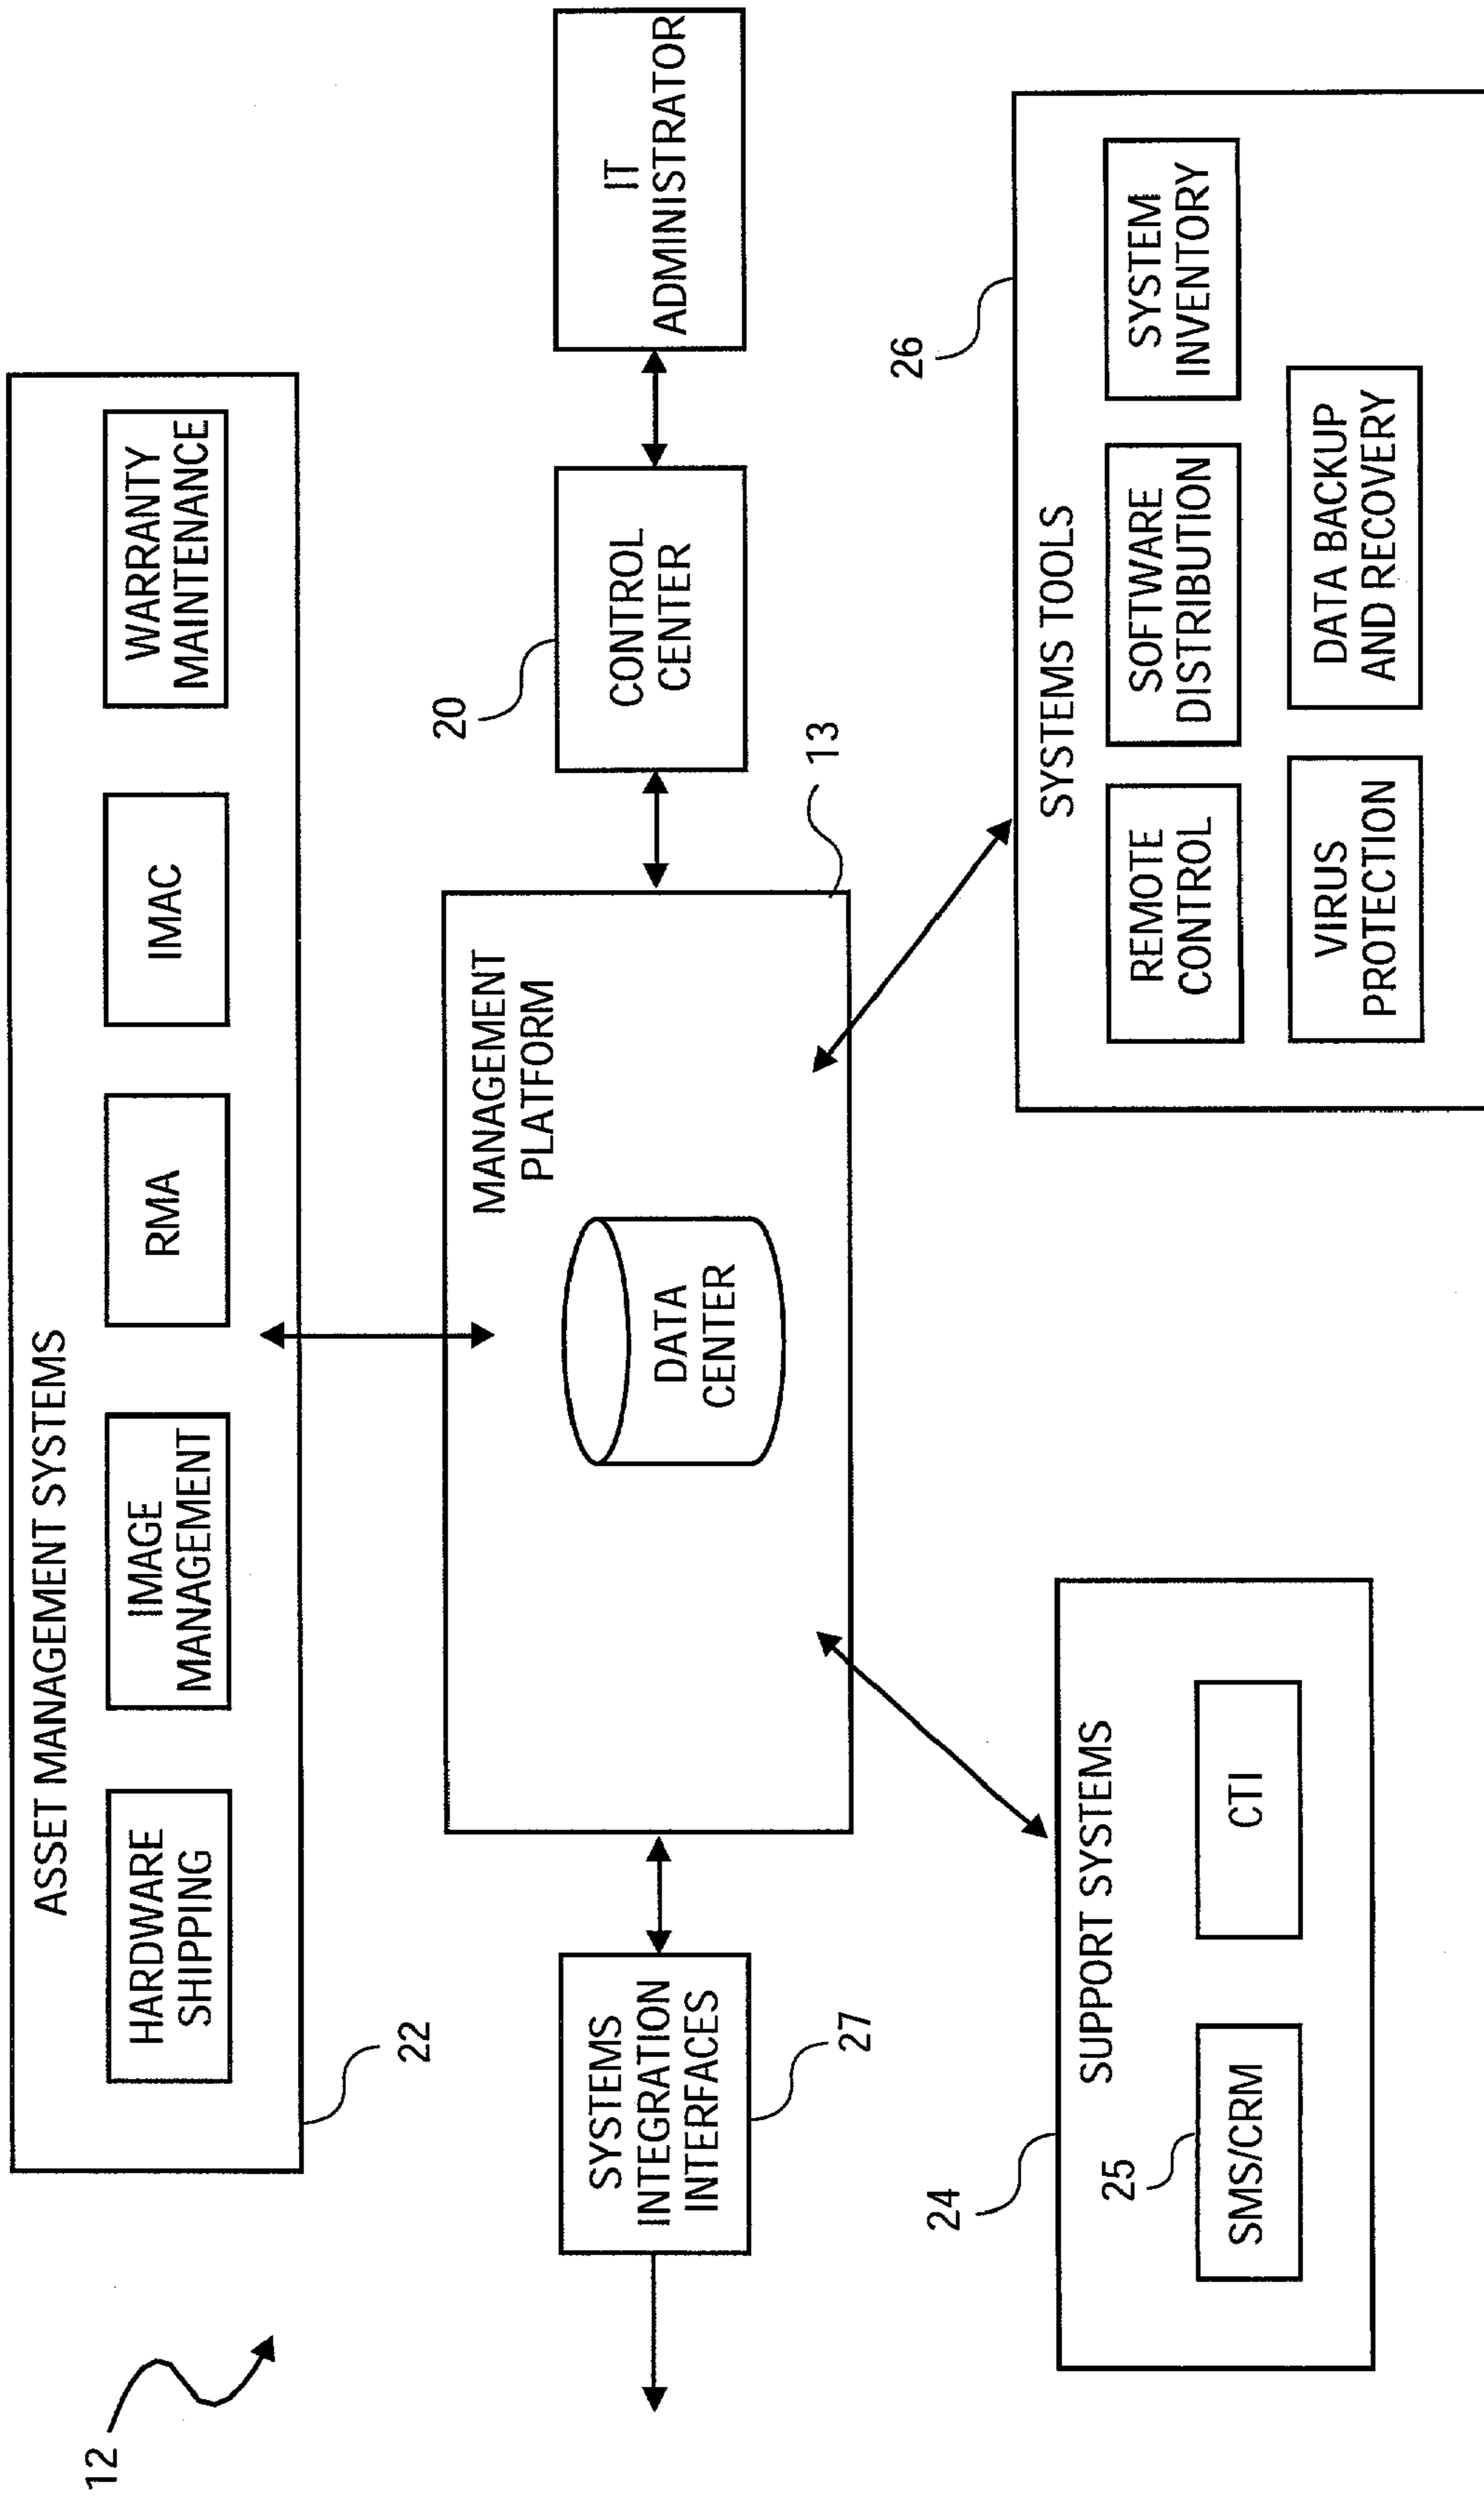 12
ASSET MANAGEMENT SYSTEMS
HARDWARE
SHIPPING
IMAGE
MANAGEMENT
RMA
IMAC
WARRANTY
MAINTENANCE
22
SYSTEMS
INTEGRATION
INTERFACES
27
MANAGEMENT
PLATFORM
DATA
CENTER
13
20
CONTROL
CENTER
IT
ADMINISTRATOR
24
SUPPORT SYSTEMS
25
SMS/CRM
CTI
26
SYSTEMS TOOLS
REMOTE
CONTROL
SOFTWARE
DISTRIBUTION
SYSTEM
INVENTORY
VIRUS
PROTECTION
DATA BACKUP
AND RECOVERY